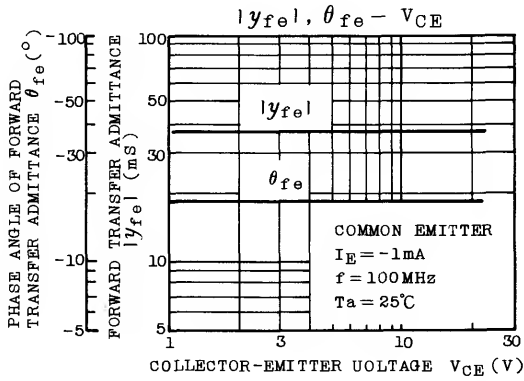 |yfe|, θfe – VCE
PHASE ANGLE OF FORWARD
TRANSFER ADMITTANCE θfe (°)
-100
-50
-30
-10
-5
FORWARD TRANSFER ADMITTANCE
|yfe| (mS)
100
50
30
10
5
|yfe|
θfe
COMMON EMITTER
IE = -1mA
f = 100MHz
Ta = 25℃
1
3
10
30
COLLECTOR-EMITTER UOLTAGE VCE (V)